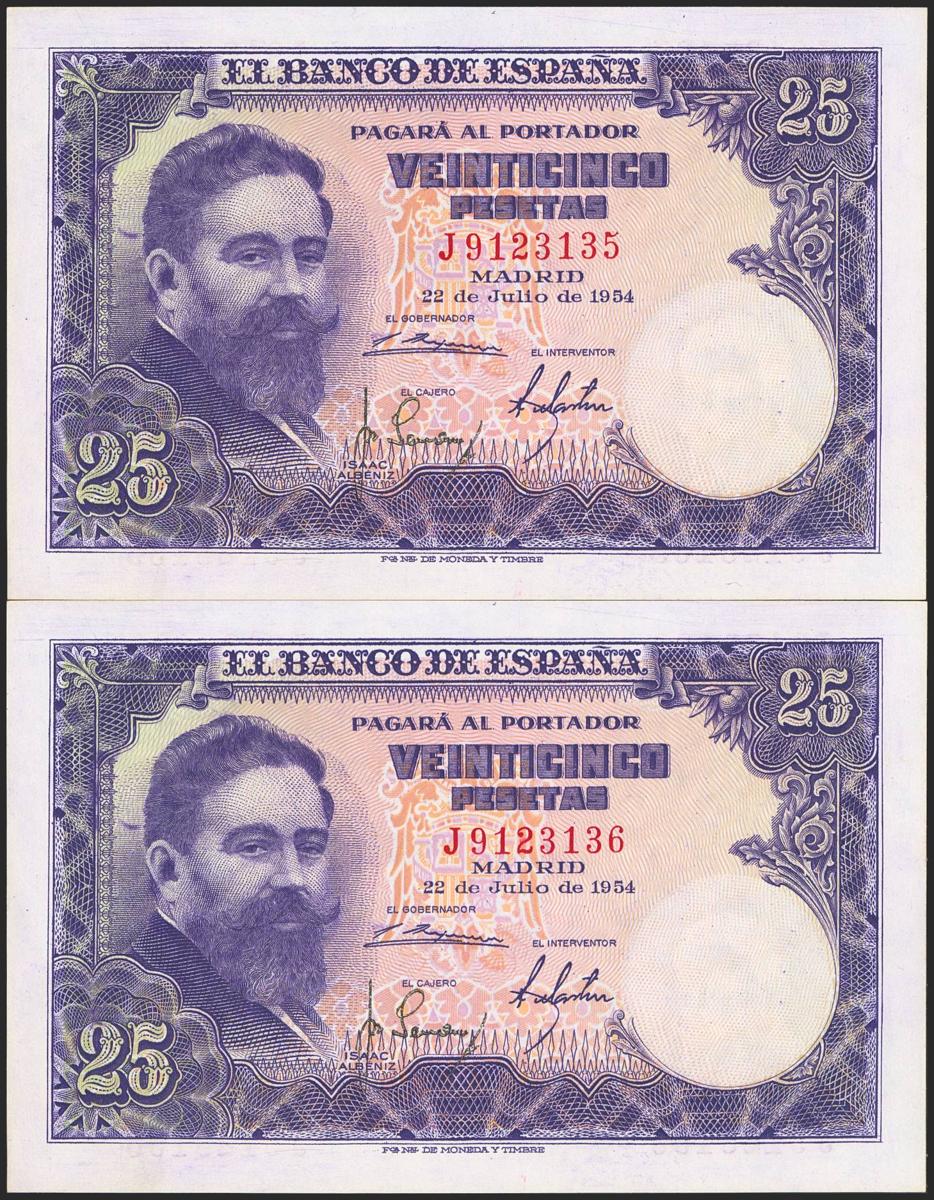 EL BANCO DE ESPAÑA
25
PAGARÁ AL PORTADOR
VEINTICINCO
PESETAS
J9123135
MADRID
22 de Julio de 1954
EL GOBERNADOR
EL INTERVENTOR
EL CAJERO
ISAAC
ALBÉNIZ
25
Fca. Nal. DE MONEDA Y TIMBRE
EL BANCO DE ESPAÑA
25
PAGARÁ AL PORTADOR
VEINTICINCO
PESETAS
J9123136
MADRID
22 de Julio de 1954
EL GOBERNADOR
EL INTERVENTOR
EL CAJERO
ISAAC
ALBÉNIZ
25
Fca. Nal. DE MONEDA Y TIMBRE